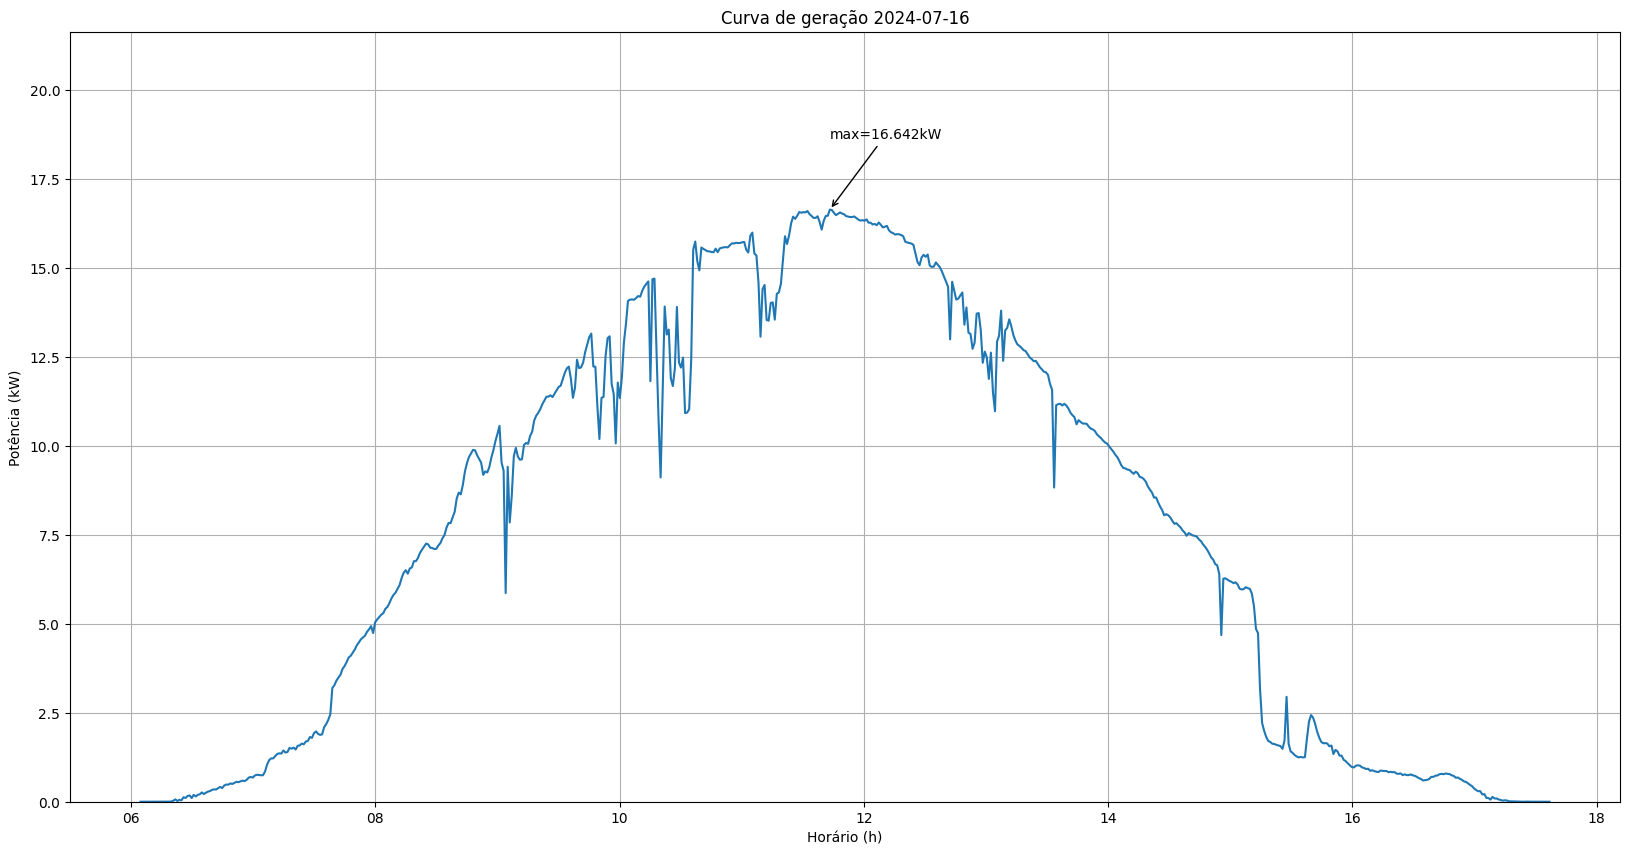 Curva de geração 2024-07-16
20.0
max=16.642kW
17.5
15.0
12.5
Potência (kW)
10.0
7.5
5.0
2.5
0.0
06 08 10 12 14 16 18
Horário (h)